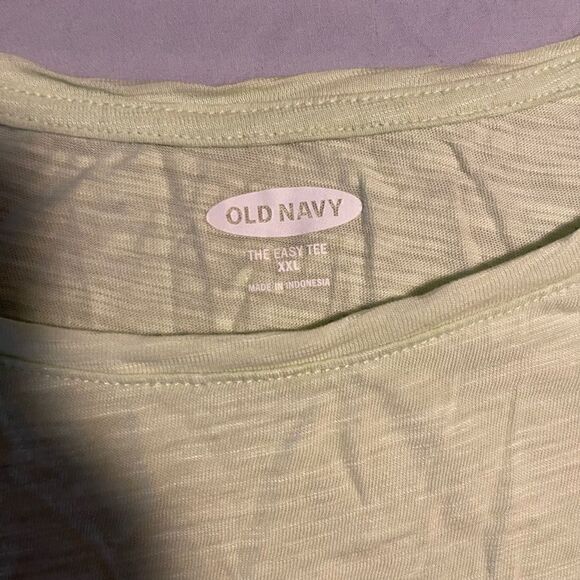 OLD NAVY
THE EASY TEE
XXL
MADE IN INDONESIA